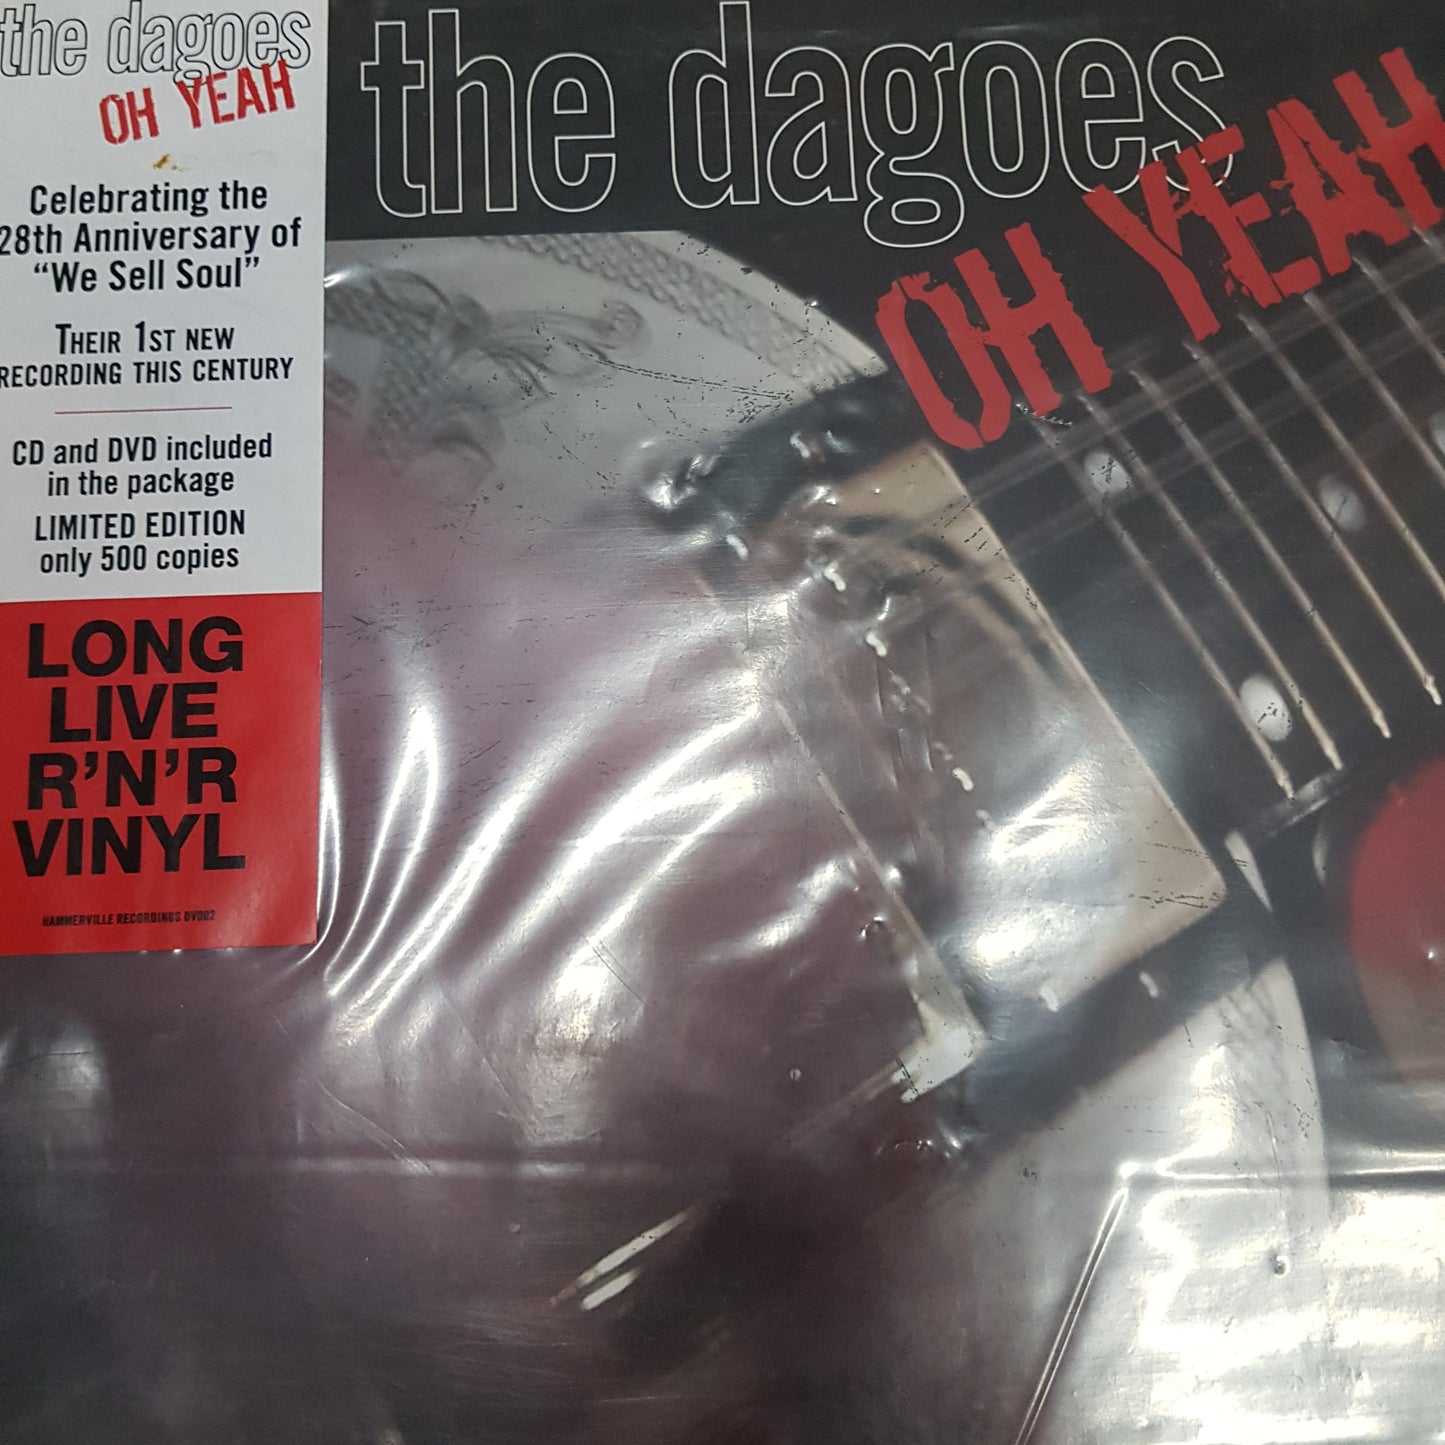 the dagoes
OH YEAH
Celebrating the
28th Anniversary of
“We Sell Soul”
THEIR 1ST NEW
RECORDING THIS CENTURY
CD and DVD included
in the package
LIMITED EDITION
only 500 copies
LONG
LIVE
R’N’R
VINYL
HAMMERVILLE RECORDINGS DVD02
the dagoes
OH YEAH